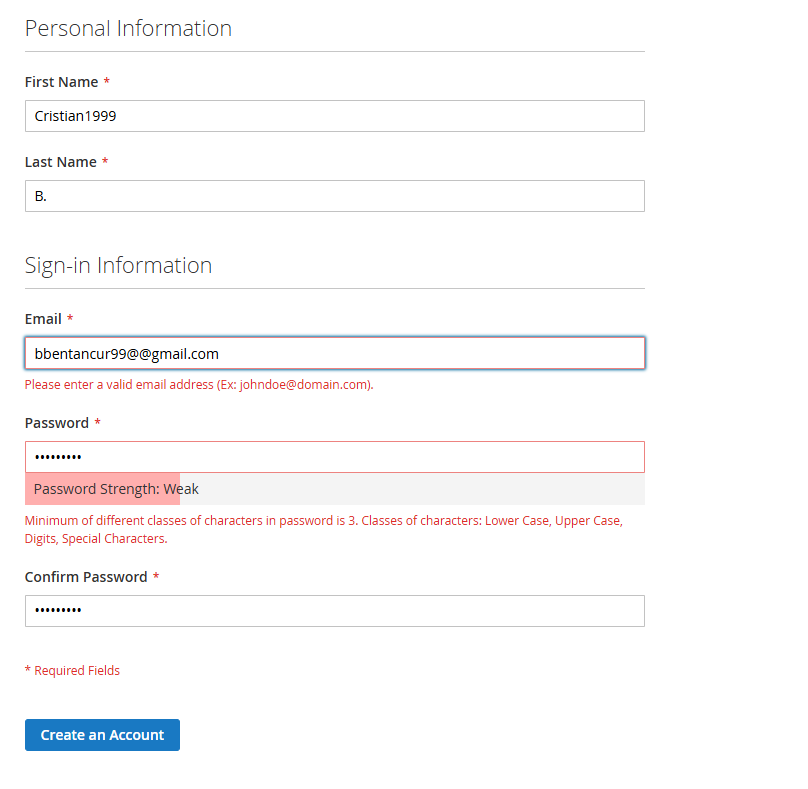 Personal Information
First Name *
Cristian1999
Last Name *
B.
Sign-in Information
Email *
bbentancur99@@gmail.com
Please enter a valid email address (Ex: johndoe@domain.com).
Password *
•••••••••
Password Strength: Weak
Minimum of different classes of characters in password is 3. Classes of characters: Lower Case, Upper Case,
Digits, Special Characters.
Confirm Password *
•••••••••
* Required Fields
Create an Account